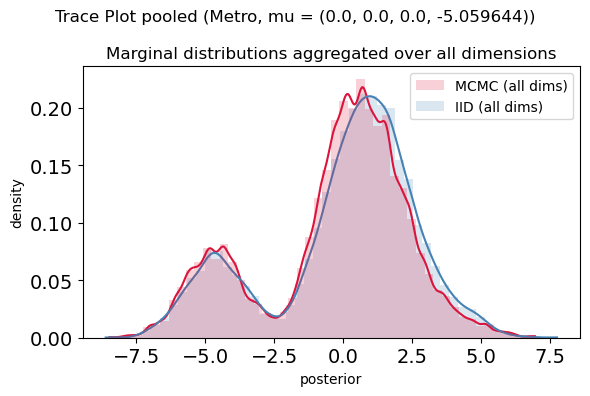 Trace Plot pooled (Metro, mu = (0.0, 0.0, 0.0, -5.059644))
Marginal distributions aggregated over all dimensions
MCMC (all dims)
IID (all dims)
density
0.20
0.15
0.10
0.05
0.00
−7.5
−5.0
−2.5
0.0
2.5
5.0
7.5
posterior